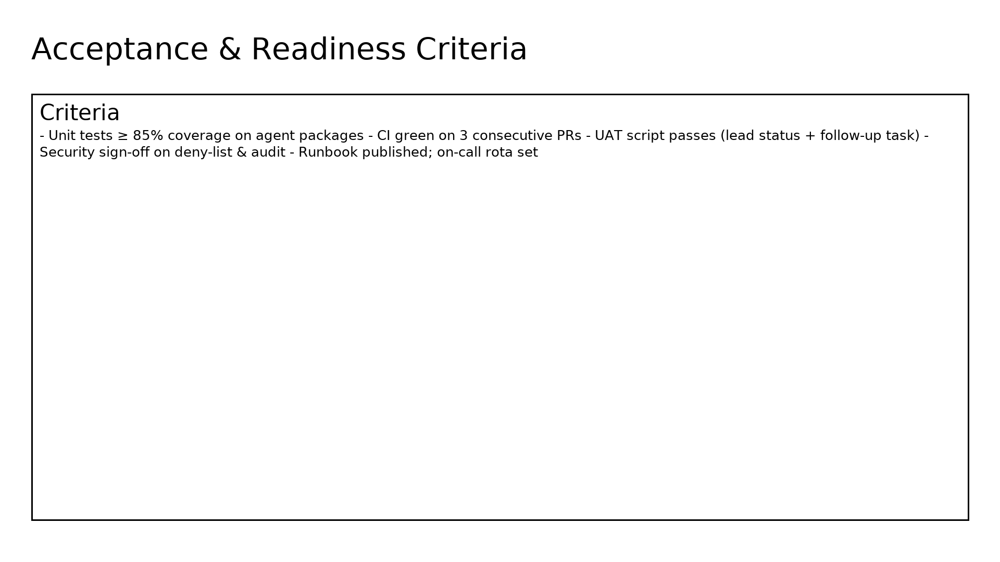 Acceptance & Readiness Criteria
Criteria
- Unit tests ≥ 85% coverage on agent packages - CI green on 3 consecutive PRs - UAT script passes (lead status + follow-up task) -
Security sign-off on deny-list & audit - Runbook published; on-call rota set